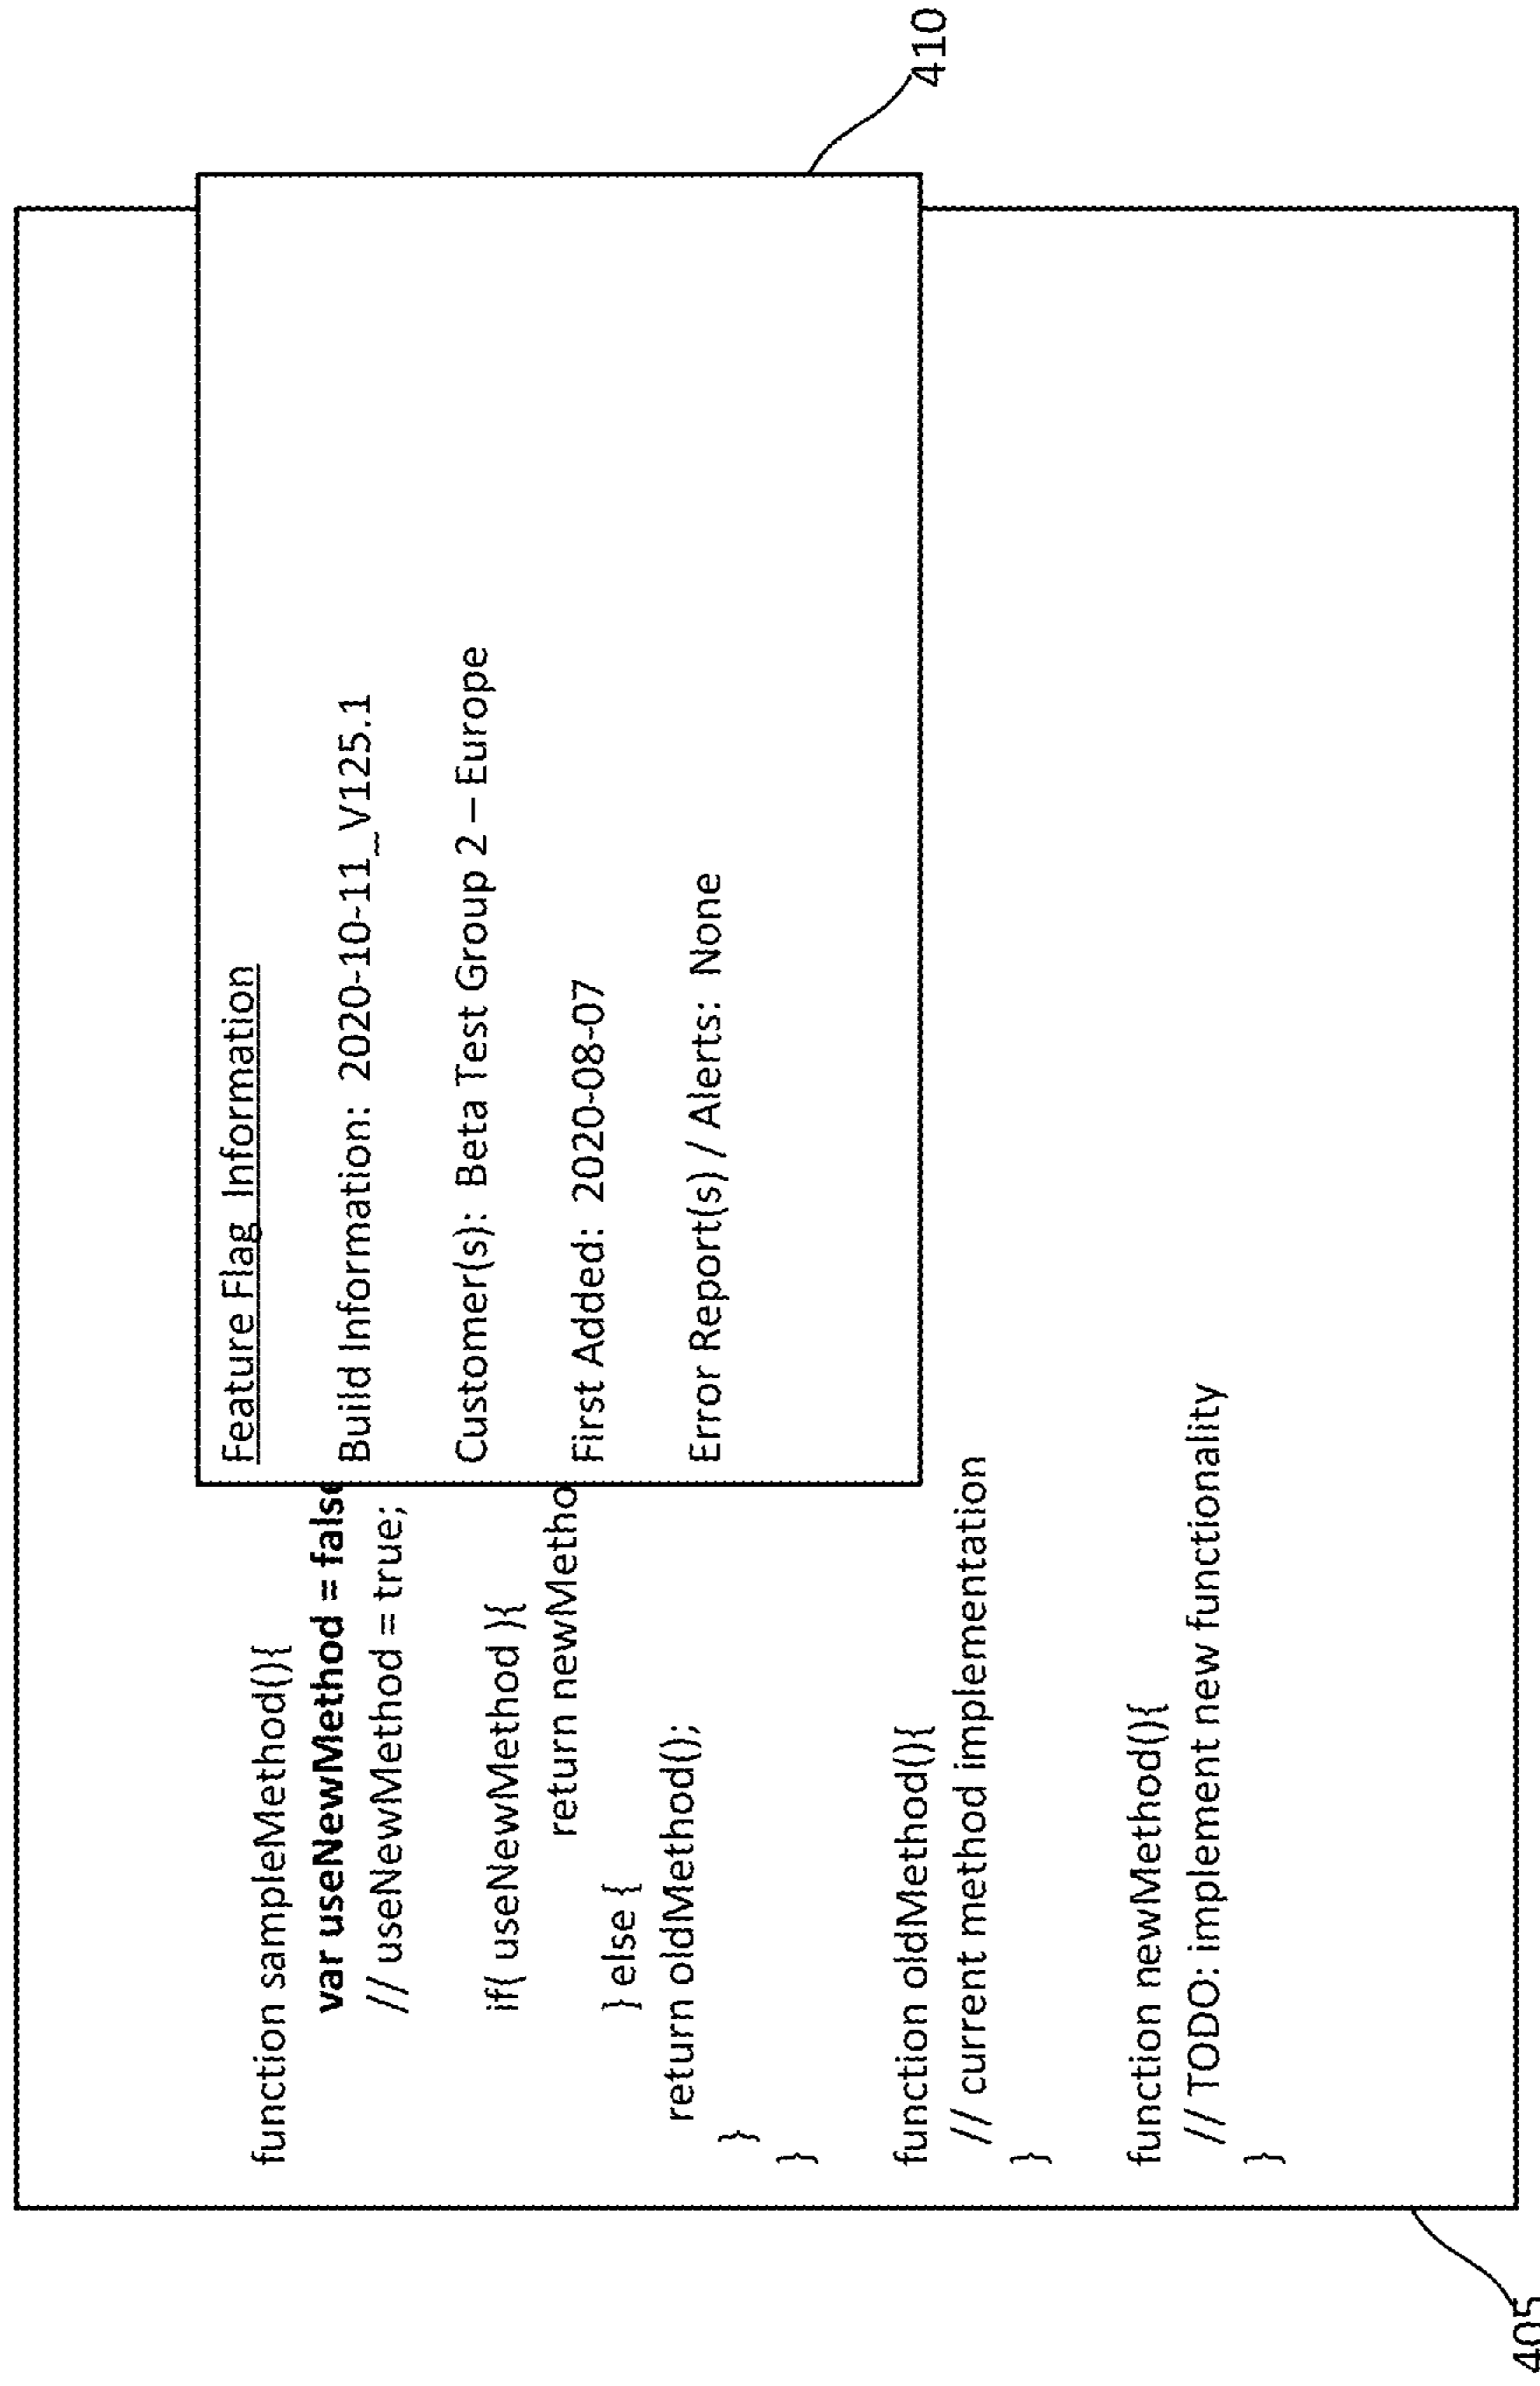 function sampleMethod(){
var useNewMethod = false
// useNewMethod = true;
if( useNewMethod ){
return newMetho
} else {
return oldMethod();
}
}
function oldMethod(){
// current method implementation
}
function newMethod(){
// TODO: implement new functionality
}
Feature Flag Information
Build Information: 2020-10-11_V125.1
Customer(s): Beta Test Group 2 – Europe
First Added: 2020-08-07
Error Report(s) / Alerts: None
410
405